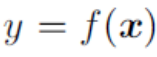 y = f(𝒙)